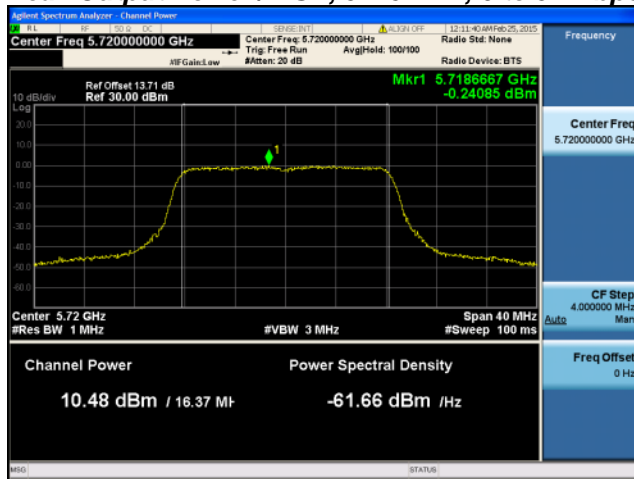 Agilent Spectrum Analyzer - Channel Power
RL RF 50 Ω DC SENSE:INT ALIGN OFF 12:11:40 AM Feb 25, 2015
Center Freq 5.720000000 GHz
Center Freq: 5.720000000 GHz
Radio Std: None
Trig: Free Run Avg|Hold: 100/100
#IFGain:Low #Atten: 20 dB Radio Device: BTS
Frequency
Mkr1 5.7186667 GHz
-0.24085 dBm
Ref Offset 13.71 dB
10 dB/div Ref 30.00 dBm
Log
20.0
10.0
0.00
-10.0
-20.0
-30.0
-40.0
-50.0
-60.0
1
Center 5.72 GHz Span 40 MHz
#Res BW 1 MHz #VBW 3 MHz #Sweep 100 ms
Channel Power Power Spectral Density
10.48 dBm / 16.37 MH -61.66 dBm /Hz
Center Freq
5.720000000 GHz
CF Step
4.000000 MHz
Auto Man
Freq Offset
0 Hz
MSG STATUS